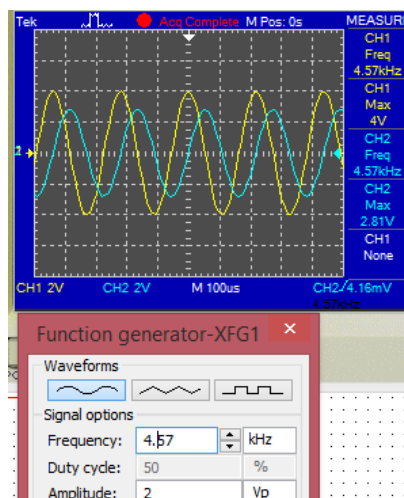 Tek Acq Complete M Pos: 0s MEASUR
CH1
Freq
4.57kHz
CH1
Max
4V
CH2
Freq
4.57kHz
CH2
Max
2.81V
CH1
None
2
CH1 2V CH2 2V M 100us CH2/4.16mV
4.57kHz
Function generator-XFG1 ×
Waveforms
Signal options
Frequency: 4.57 kHz
Duty cycle: 50 %
Amplitude: 2 Vp